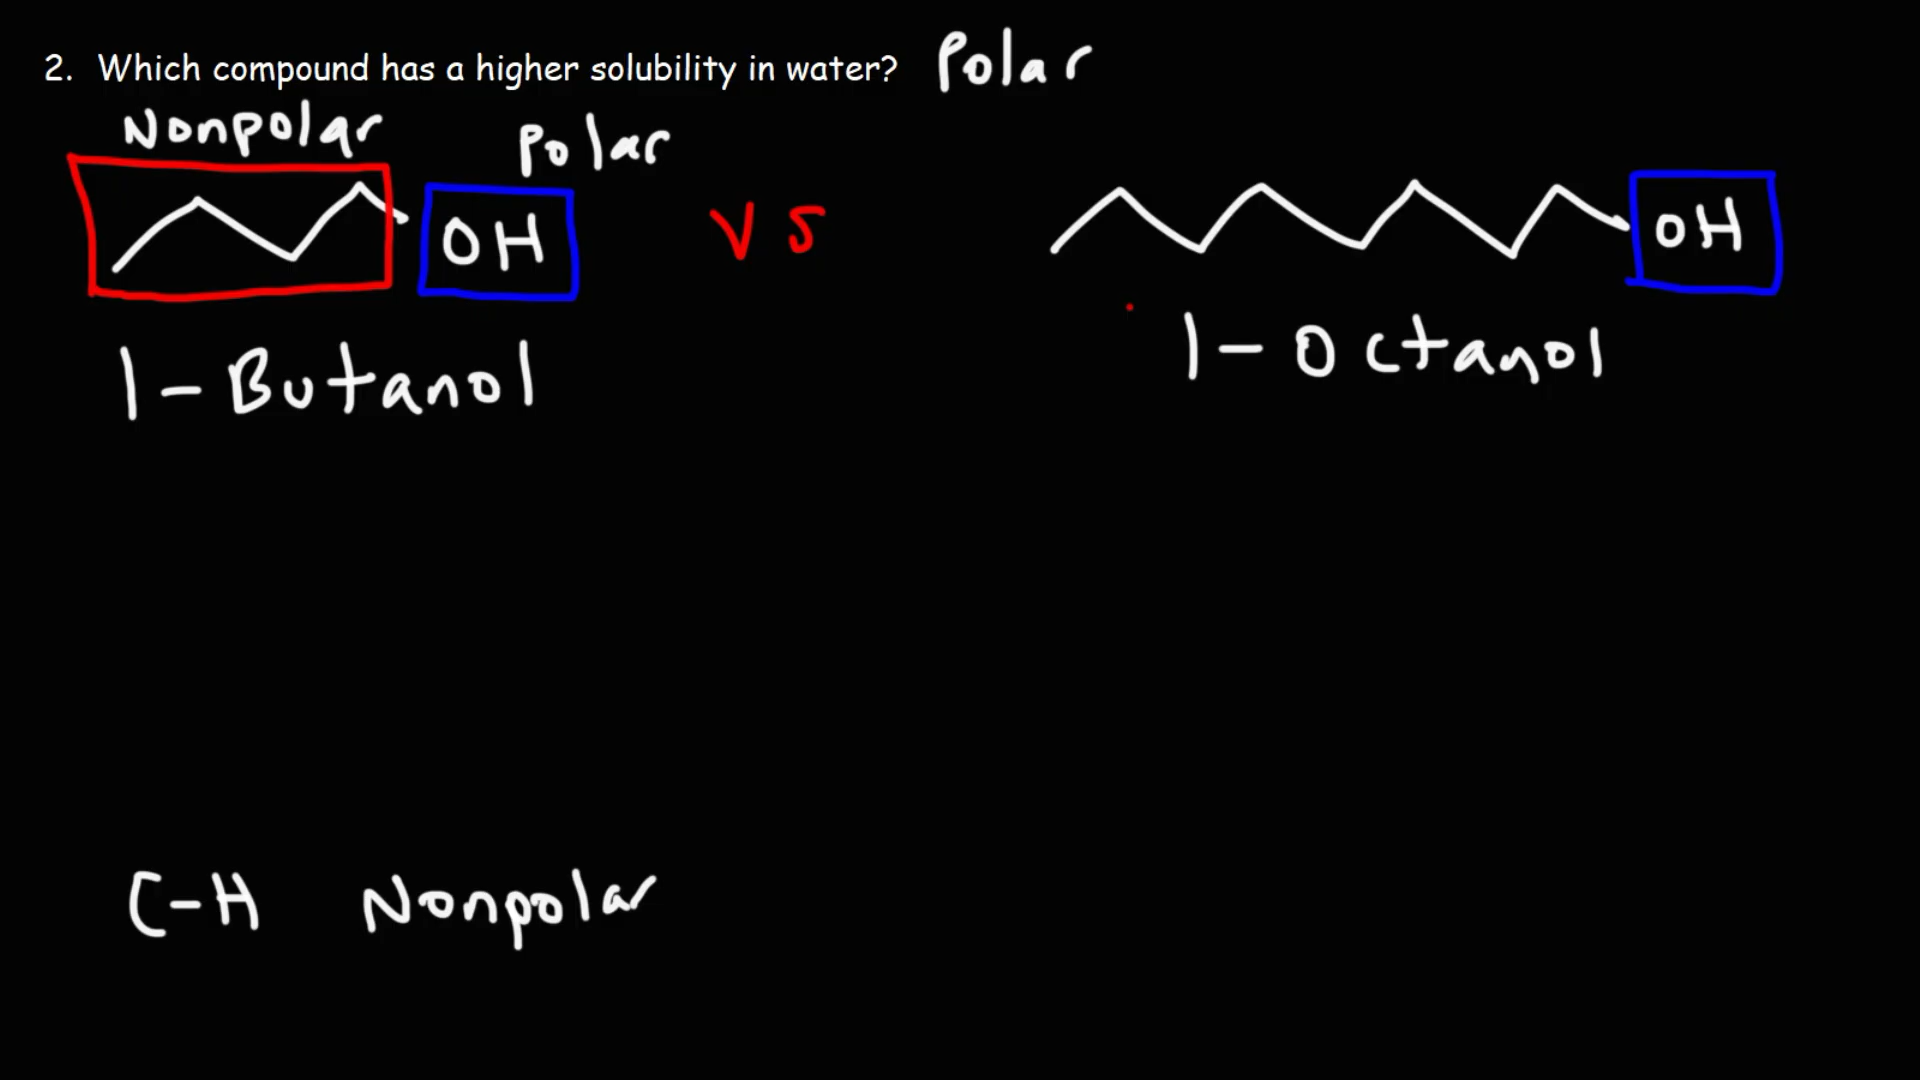 2. Which compound has a higher solubility in water? Polar
Nonpolar Polar
OH VS OH
1-Butanol 1-Octanol
C-H Nonpolar